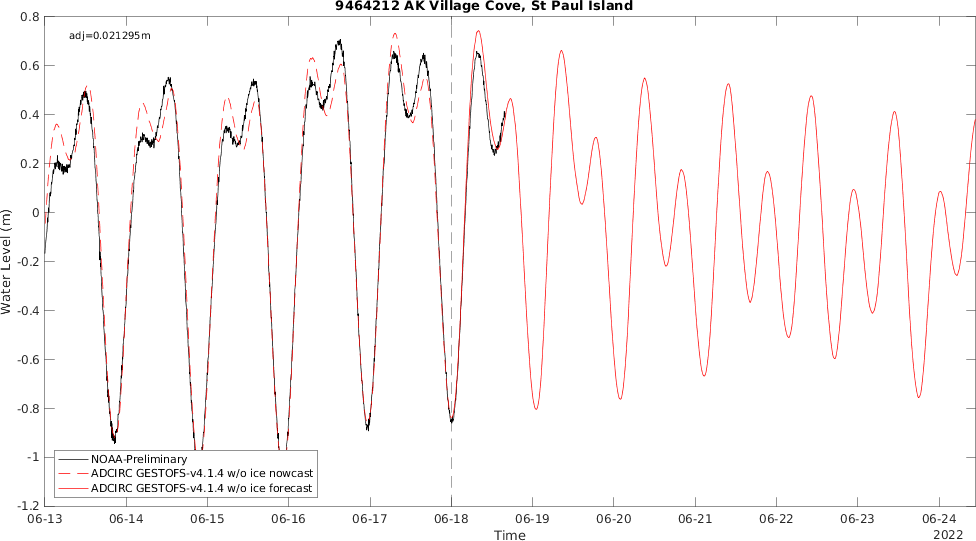 9464212 AK Village Cove, St Paul Island
adj=0.021295m
0.8
0.6
0.4
0.2
0
-0.2
-0.4
-0.6
-0.8
-1
-1.2
Water Level (m)
NOAA-Preliminary
ADCIRC GESTOFS-v4.1.4 w/o ice nowcast
ADCIRC GESTOFS-v4.1.4 w/o ice forecast
06-13 06-14 06-15 06-16 06-17 06-18 06-19 06-20 06-21 06-22 06-23 06-24
Time
2022